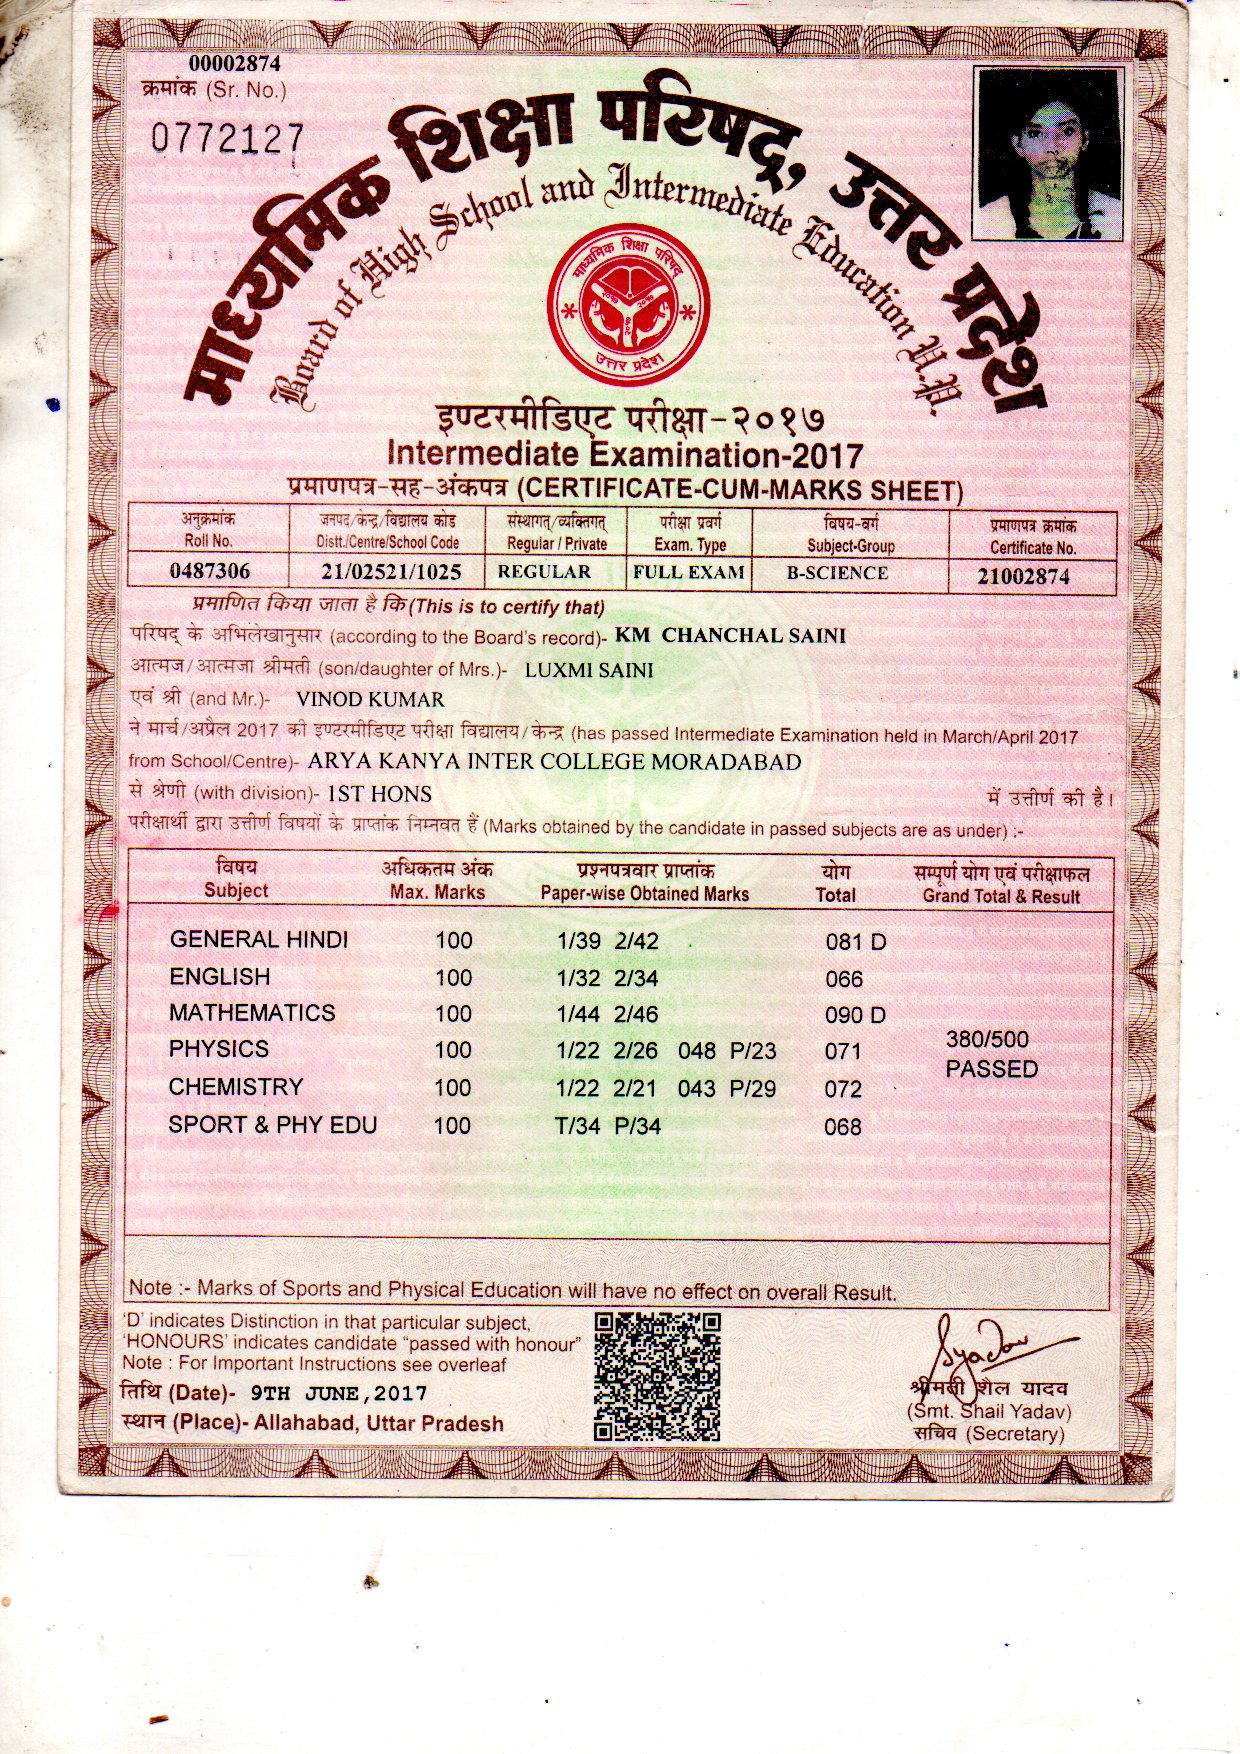 00002874
क्रमांक (Sr. No.)
0772127
माध्यमिक शिक्षा परिषद्, उत्तर प्रदेश
Board of High School and Intermediate Education U.P.
माध्यमिक शिक्षा परिषद्
उत्तर प्रदेश
इण्टरमीडिएट परीक्षा-२०१७
Intermediate Examination-2017
प्रमाणपत्र-सह-अंकपत्र (CERTIFICATE-CUM-MARKS SHEET)
अनुक्रमांक जनपद/केन्द्र/विद्यालय कोड संस्थागत्/व्यक्तिगत् परीक्षा प्रवर्ग विषय-वर्ग प्रमाणपत्र क्रमांक
Roll No. Distt./Centre/School Code Regular / Private Exam. Type Subject-Group Certificate No.
0487306 21/02521/1025 REGULAR FULL EXAM B-SCIENCE 21002874
प्रमाणित किया जाता है कि (This is to certify that)
परिषद् के अभिलेखानुसार (according to the Board's record)- KM CHANCHAL SAINI
आत्मज/आत्मजा श्रीमती (son/daughter of Mrs.)- LUXMI SAINI
एवं श्री (and Mr.)- VINOD KUMAR
ने मार्च/अप्रैल 2017 की इण्टरमीडिएट परीक्षा विद्यालय/केन्द्र (has passed Intermediate Examination held in March/April 2017
from School/Centre)- ARYA KANYA INTER COLLEGE MORADABAD
से श्रेणी (with division)- 1ST HONS में उत्तीर्ण की है।
परीक्षार्थी द्वारा उत्तीर्ण विषयों के प्राप्तांक निम्नवत हैं (Marks obtained by the candidate in passed subjects are as under) :-
विषय अधिकतम अंक प्रश्नपत्रवार प्राप्तांक योग सम्पूर्ण योग एवं परीक्षाफल
Subject Max. Marks Paper-wise Obtained Marks Total Grand Total & Result
GENERAL HINDI 100 1/39 2/42 081 D
ENGLISH 100 1/32 2/34 066
MATHEMATICS 100 1/44 2/46 090 D
380/500
PHYSICS 100 1/22 2/26 048 P/23 071
PASSED
CHEMISTRY 100 1/22 2/21 043 P/29 072
SPORT & PHY EDU 100 T/34 P/34 068
Note :- Marks of Sports and Physical Education will have no effect on overall Result.
'D' indicates Distinction in that particular subject,
'HONOURS' indicates candidate "passed with honour"
Note : For Important Instructions see overleaf
तिथि (Date)- 9TH JUNE,2017
स्थान (Place)- Allahabad, Uttar Pradesh
Syadav
श्रीमती शैल यादव
(Smt. Shail Yadav)
सचिव (Secretary)